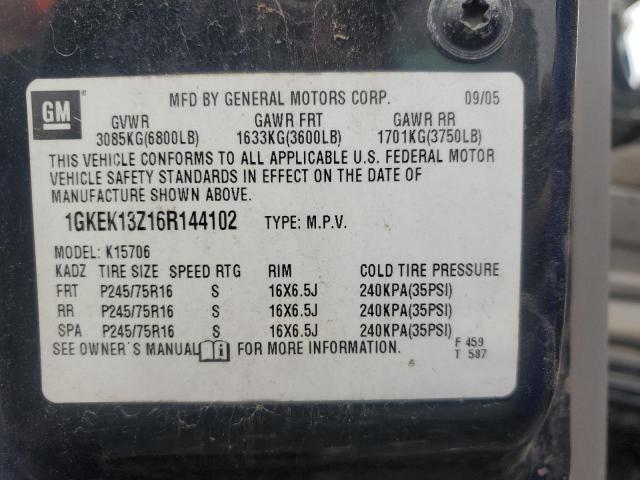 GM
®
MFD BY GENERAL MOTORS CORP. 09/05
GVWR GAWR FRT GAWR RR
3085KG(6800LB) 1633KG(3600LB) 1701KG(3750LB)
THIS VEHICLE CONFORMS TO ALL APPLICABLE U.S. FEDERAL MOTOR
VEHICLE SAFETY STANDARDS IN EFFECT ON THE DATE OF
MANUFACTURE SHOWN ABOVE.
1GKEK13Z16R144102 TYPE: M.P.V.
MODEL: K15706
KADZ TIRE SIZE SPEED RTG RIM COLD TIRE PRESSURE
FRT P245/75R16 S 16X6.5J 240KPA(35PSI)
RR P245/75R16 S 16X6.5J 240KPA(35PSI)
SPA P245/75R16 S 16X6.5J 240KPA(35PSI)
SEE OWNER'S MANUAL i FOR MORE INFORMATION.
F 459
T 587